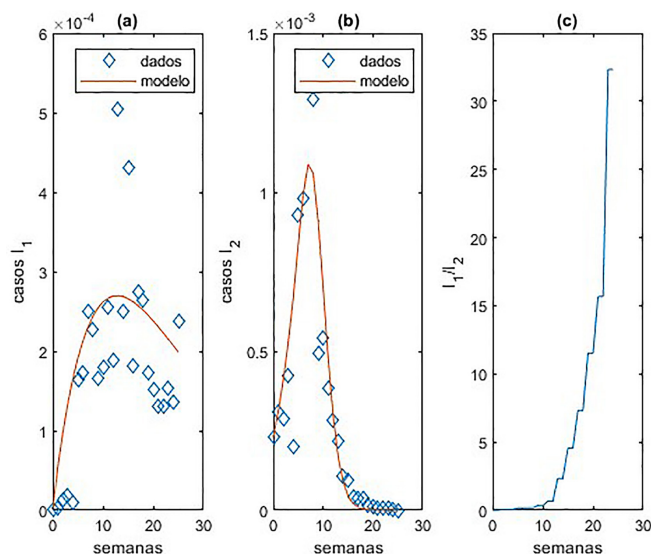 (a)
×10⁻⁴
6
5
4
3
2
1
0
casos I₁
dados
modelo
0
10
20
30
semanas
(b)
×10⁻³
1.5
1
0.5
0
casos I₂
dados
modelo
0
10
20
30
semanas
(c)
35
30
25
20
15
10
5
0
I₁/I₂
0
10
20
30
semanas